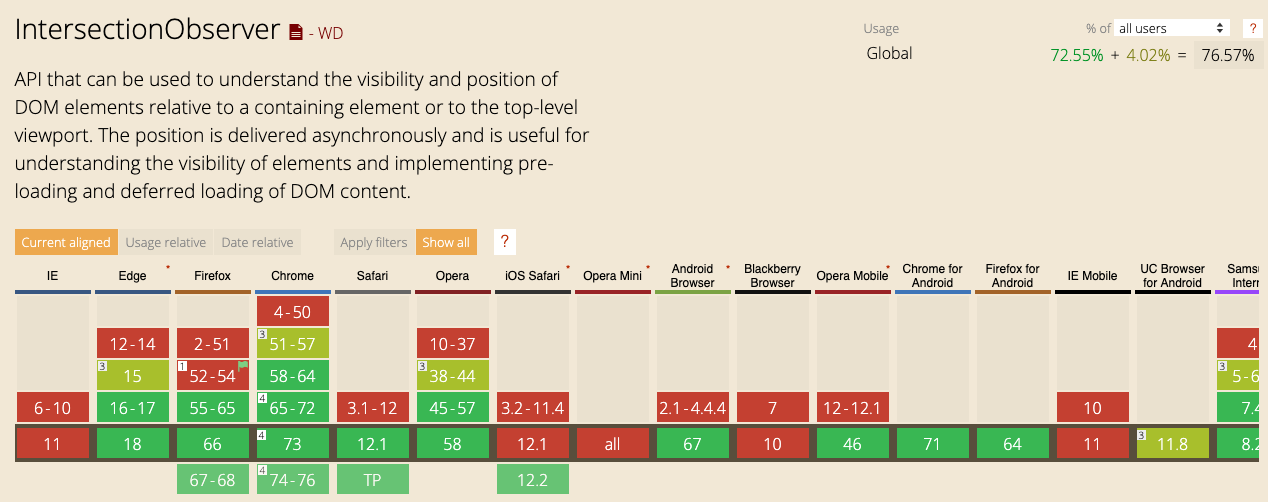 IntersectionObserver - WD
Usage % of all users ?
Global 72.55% + 4.02% = 76.57%
API that can be used to understand the visibility and position of
DOM elements relative to a containing element or to the top-level
viewport. The position is delivered asynchronously and is useful for
understanding the visibility of elements and implementing pre-
loading and deferred loading of DOM content.
Current aligned Usage relative Date relative Apply filters Show all ?
IE Edge * Firefox Chrome Safari Opera iOS Safari * Opera Mini * Android Browser * Blackberry Browser Opera Mobile * Chrome for Android Firefox for Android IE Mobile UC Browser for Android
4-50
12-14 2-51 3 51-57 10-37 4
3 15 1 52-54 58-64 3 38-44 3 5-6
6-10 16-17 55-65 4 65-72 3.1-12 45-57 3.2-11.4 2.1-4.4.4 7 12-12.1 10 7.4
11 18 66 4 73 12.1 58 12.1 all 67 10 46 71 64 11 3 11.8 8.2
67-68 4 74-76 TP 12.2